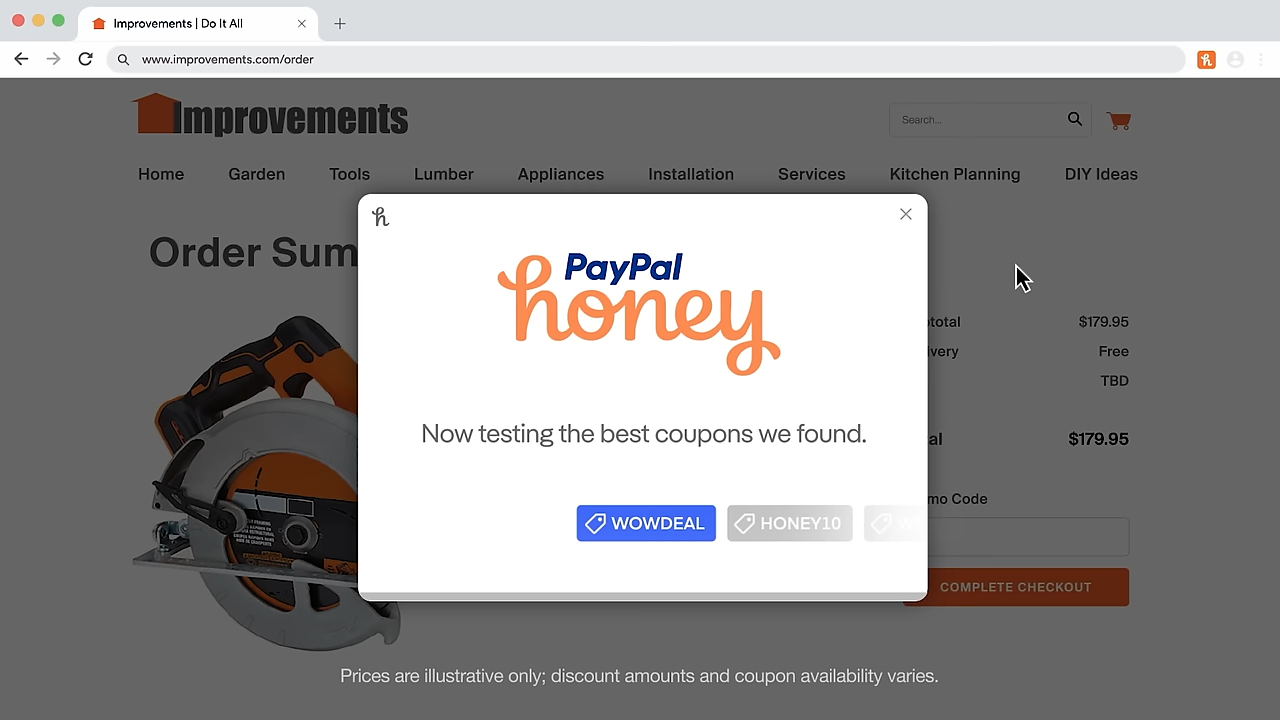 Improvements | Do It All
www.improvements.com/order
Improvements
Search...
Home Garden Tools Lumber Appliances Installation Services Kitchen Planning DIY Ideas
Order Sum
PayPal
honey
Now testing the best coupons we found.
WOWDEAL HONEY10
total $179.95
ivery Free
TBD
al $179.95
mo Code
COMPLETE CHECKOUT
Prices are illustrative only; discount amounts and coupon availability varies.